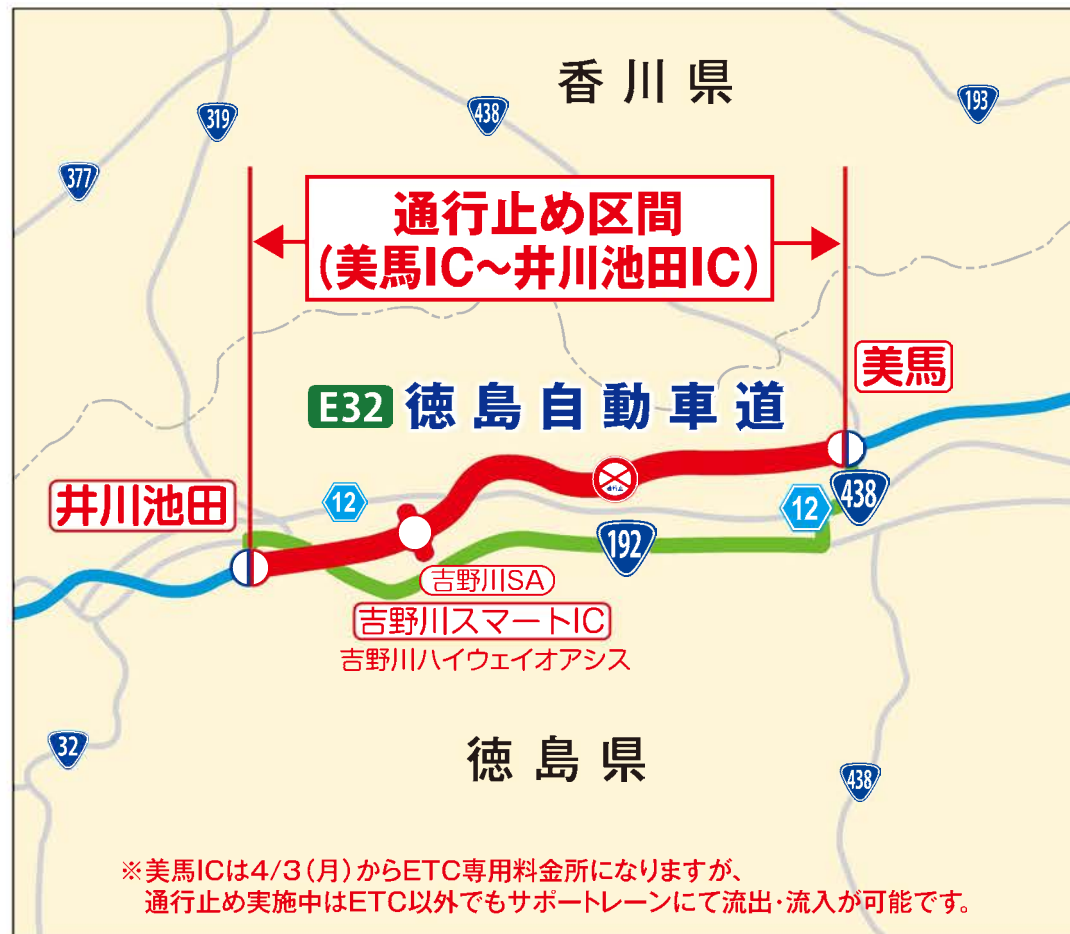 香川県
319
438
193
377
通行止め区間
(美馬IC～井川池田IC)
美馬
E32 徳島自動車道
井川池田
12
12
438
192
吉野川SA
吉野川スマートIC
吉野川ハイウェイオアシス
32
徳島県
438
※美馬ICは4/3(月)からETC専用料金所になりますが、
通行止め実施中はETC以外でもサポートレーンにて流出・流入が可能です。